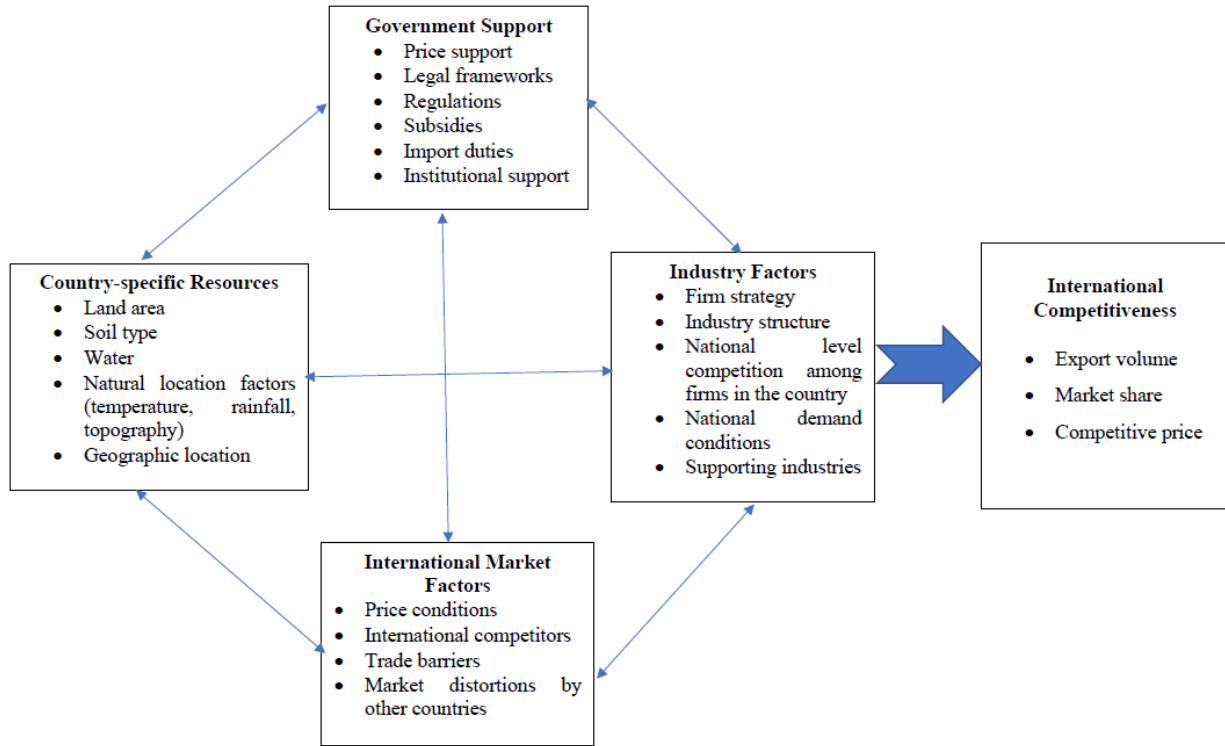 Government Support
• Price support
• Legal frameworks
• Regulations
• Subsidies
• Import duties
• Institutional support
Country-specific Resources
• Land area
• Soil type
• Water
• Natural location factors
(temperature, rainfall,
topography)
• Geographic location
Industry Factors
• Firm strategy
• Industry structure
• National level
competition among
firms in the country
• National demand
conditions
• Supporting industries
International
Competitiveness
• Export volume
• Market share
• Competitive price
International Market
Factors
• Price conditions
• International competitors
• Trade barriers
• Market distortions by
other countries